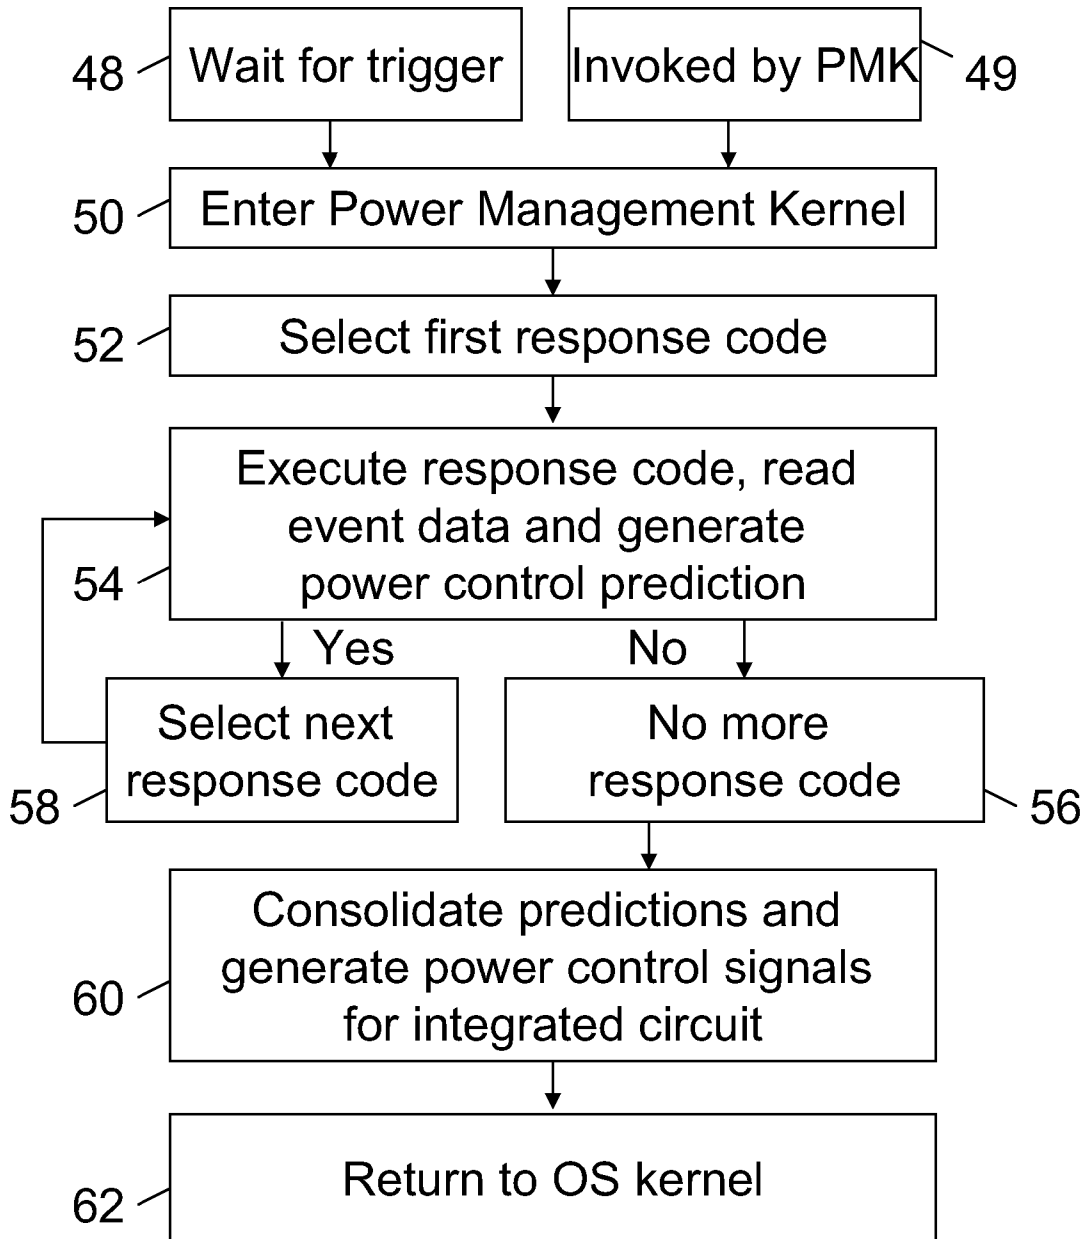 48
Wait for trigger
Invoked by PMK
49
50
Enter Power Management Kernel
52
Select first response code
Execute response code, read
event data and generate
power control prediction
54
Yes
No
Select next
response code
58
No more
response code
56
Consolidate predictions and
generate power control signals
for integrated circuit
60
Return to OS kernel
62